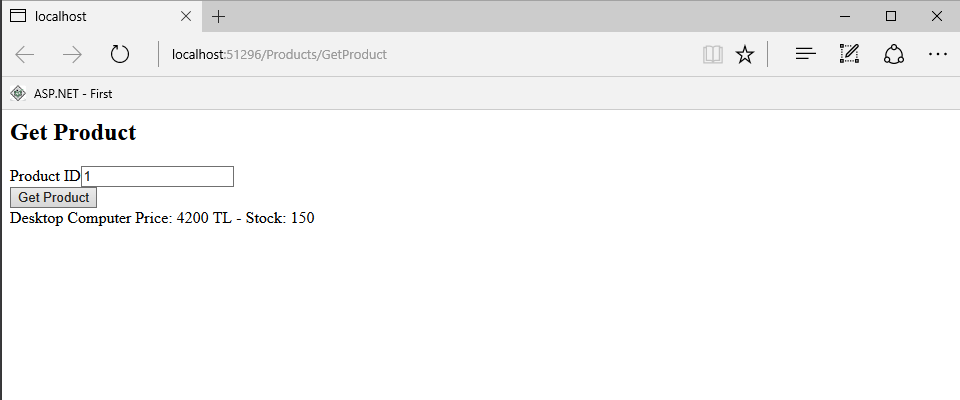 localhost
localhost:51296/Products/GetProduct
ASP.NET - First
Get Product
Product ID 1
Get Product
Desktop Computer Price: 4200 TL - Stock: 150